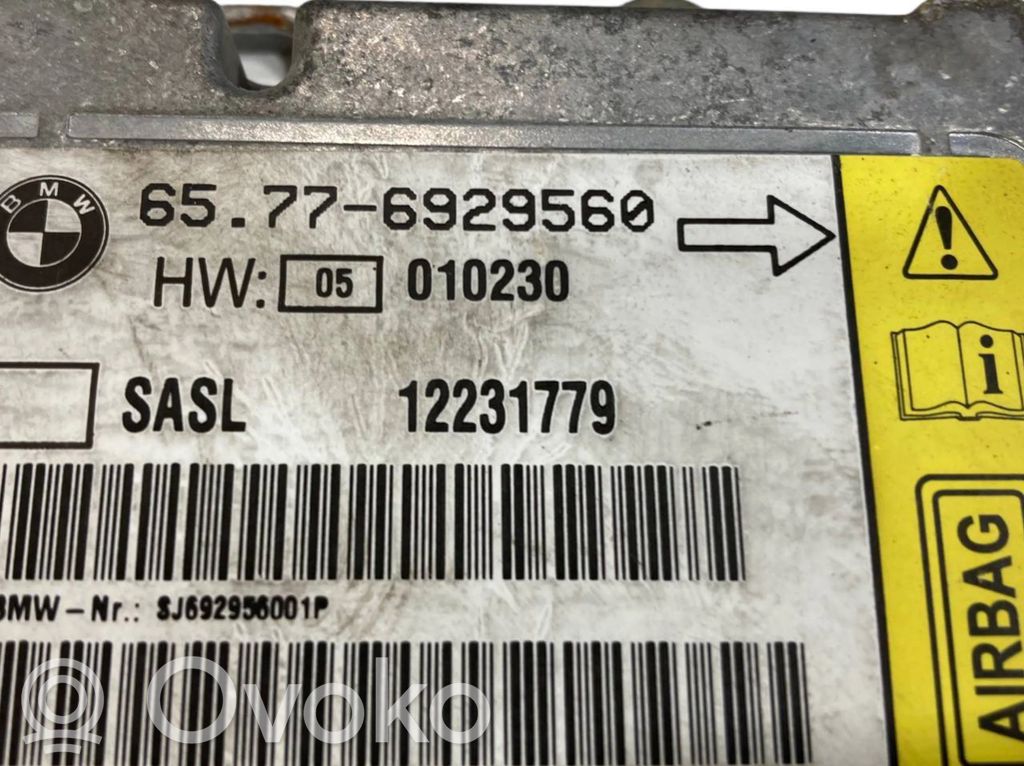 BMW 65.77-6929560
HW: 05 010230
SASL 12231779
BMW-Nr.: SJ692956001P
AIRBAG
i
Ovoko